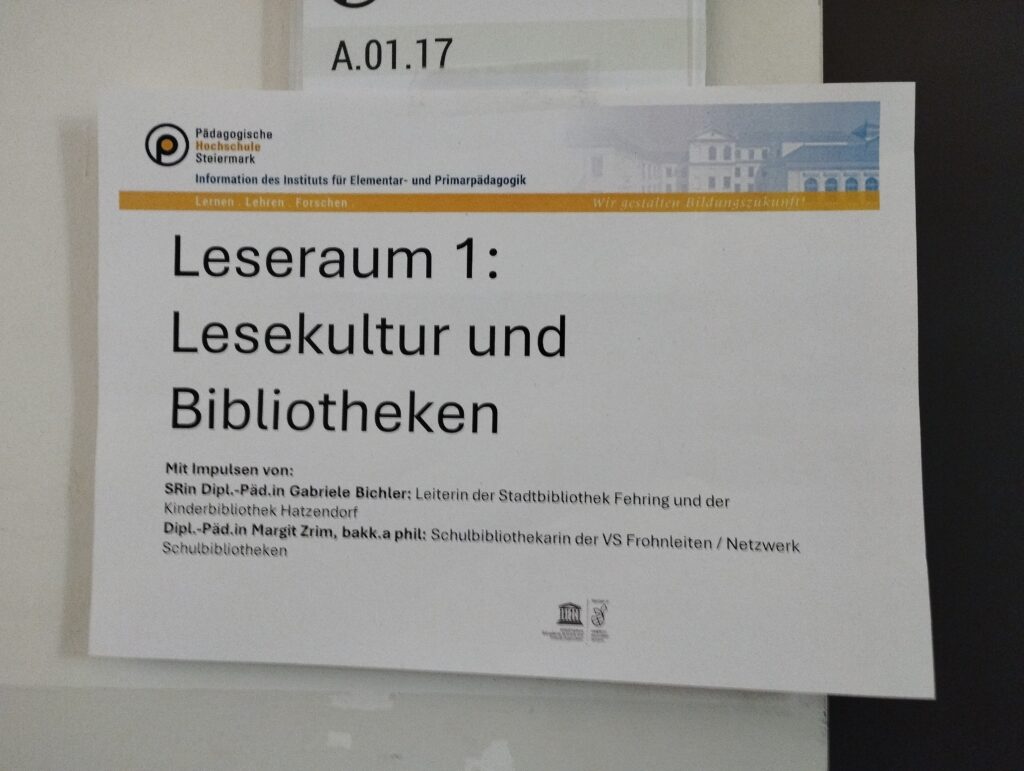 A.01.17
Pädagogische
Hochschule
Steiermark
Information des Instituts für Elementar- und Primarpädagogik
Lernen . Lehren . Forschen .
Wir gestalten Bildungszukunft!
Leseraum 1:
Lesekultur und
Bibliotheken
Mit Impulsen von:
SRin Dipl.-Päd.in Gabriele Bichler: Leiterin der Stadtbibliothek Fehring und der
Kinderbibliothek Hatzendorf
Dipl.-Päd.in Margit Zrim, bakk.a phil: Schulbibliothekarin der VS Frohnleiten / Netzwerk
Schulbibliotheken